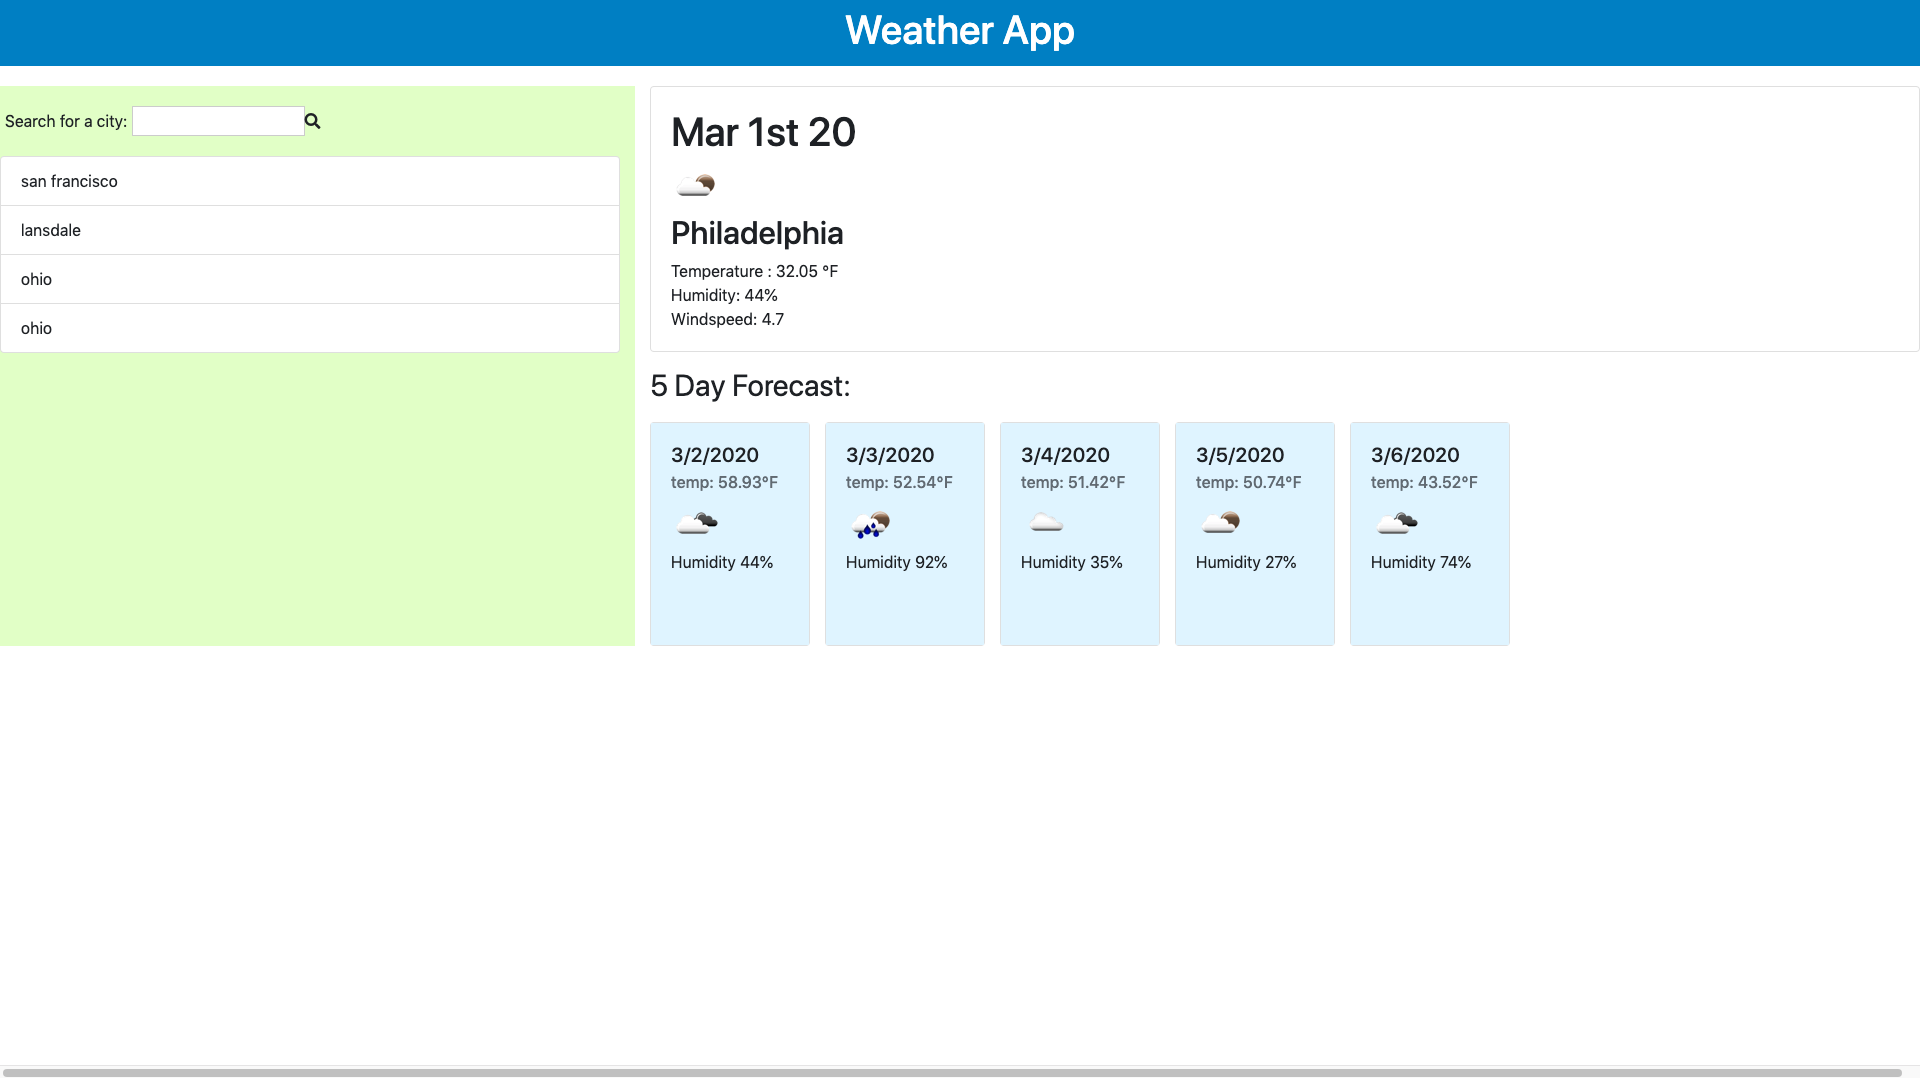 Weather App
Search for a city:
san francisco
lansdale
ohio
ohio
Mar 1st 20
Philadelphia
Temperature : 32.05 °F
Humidity: 44%
Windspeed: 4.7
5 Day Forecast:
3/2/2020
temp: 58.93°F
Humidity 44%
3/3/2020
temp: 52.54°F
Humidity 92%
3/4/2020
temp: 51.42°F
Humidity 35%
3/5/2020
temp: 50.74°F
Humidity 27%
3/6/2020
temp: 43.52°F
Humidity 74%